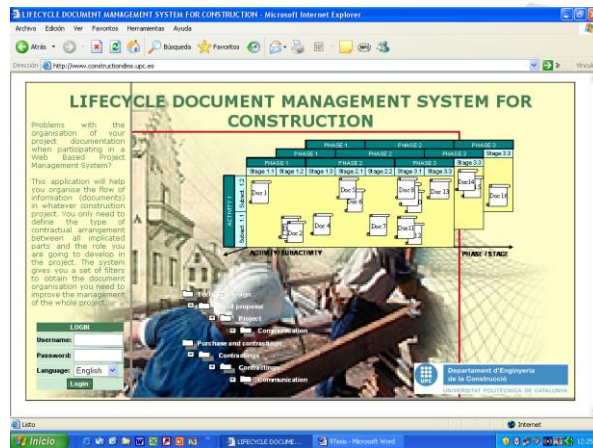 LIFECYCLE DOCUMENT MANAGEMENT SYSTEM FOR CONSTRUCTION - Microsoft Internet Explorer
Archivo Edición Ver Favoritos Herramientas Ayuda
Atrás Búsqueda Favoritos
Dirección http://www.constructiondms.upc.es Ir
LIFECYCLE DOCUMENT MANAGEMENT SYSTEM FOR
CONSTRUCTION
Problems with the
organisation of your
project documentation
when participating in a
Web Based Project
Management System?
This application will help
you organise the flow of
information (documents)
in whatever construction
project. You only need to
define the type of
contractual arrangement
between all implicated
parts and the role you
are going to develop in
the project. The system
gives you a set of filters
to obtain the document
organisation you need to
improve the management
of the whole project.
PHASE 1 PHASE 2 PHASE 3
PHASE 1 PHASE 2 PHASE 3 Stage 3.3
PHASE 1 PHASE 2 PHASE 3 Stage 3.3
Stage 1.1 Stage 1.2 Stage 1.3 Stage 2.1 Stage 2.2 Stage 3.1 Stage 3.2
ACTIVITY 1
Subact. 1.2
Subact. 1.1
Doc 1 Doc 5 Doc 6 Doc 8 Doc 13 Doc14 Doc 16
Doc 2 Doc 4 Doc 7 Doc11
ACTIVITY/SUBACTIVITY PHASE / STAGE
proposal
Project
Communication
Purchase and contractings
Contractings
Contractings
Communication
LOGIN
Username:
Password:
Language: English
Login
UPC
Departament d'Enginyeria
de la Construcció
UNIVERSITAT POLITÈCNICA DE CATALUNYA
Listo Internet
Inicio LIFECYCLE DOCUME... - Microsoft Word